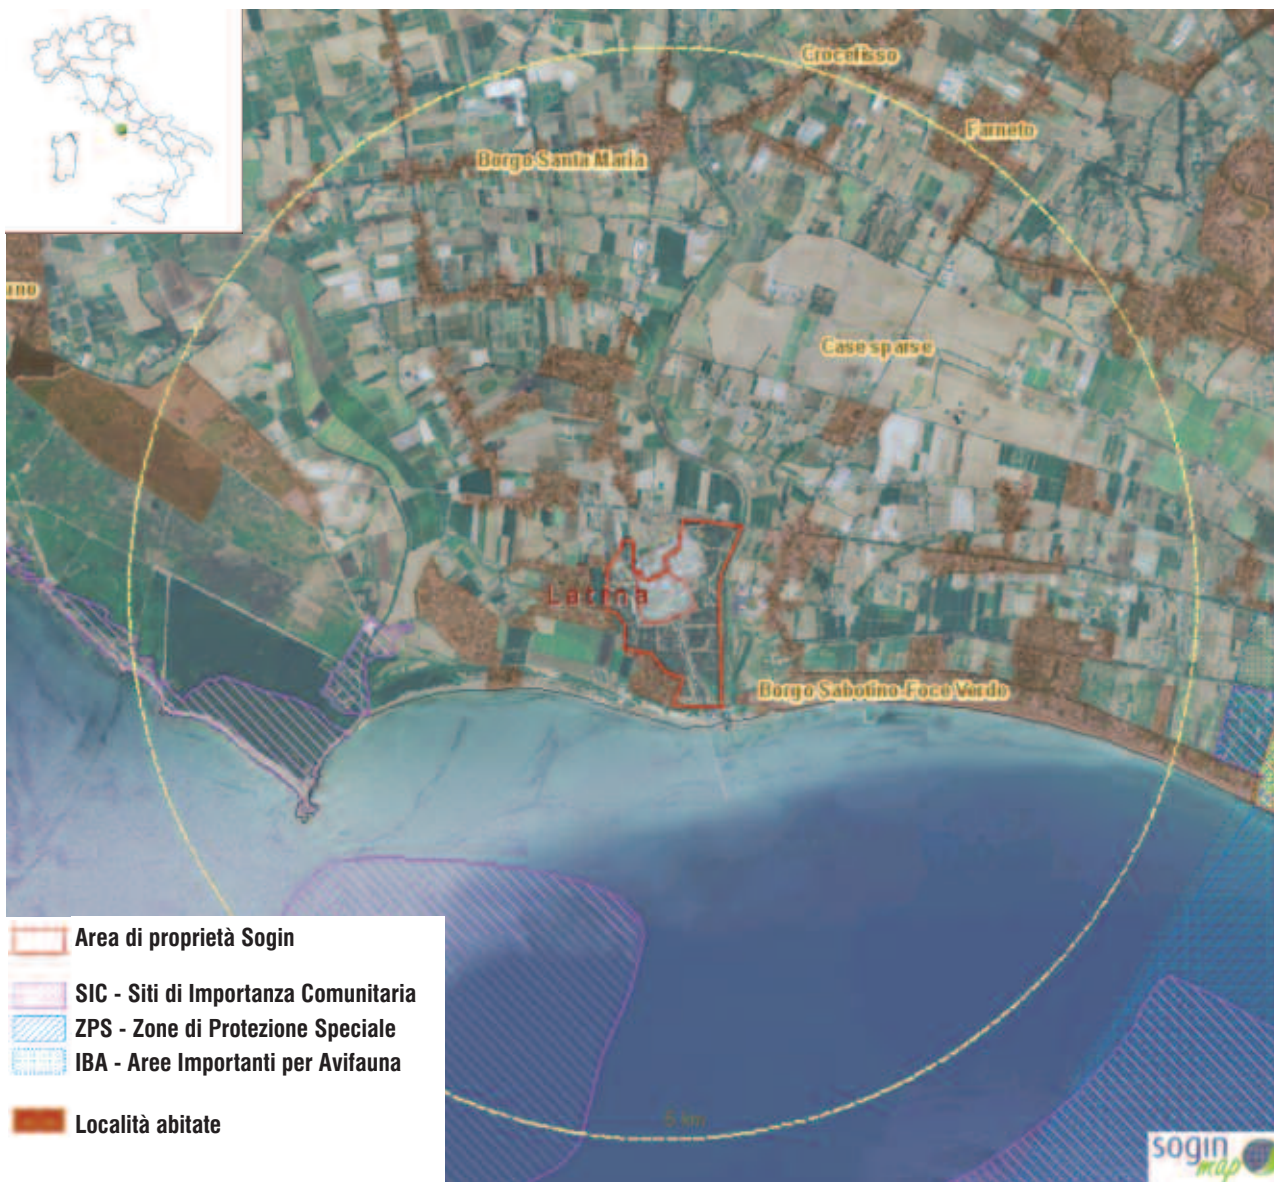 Crocefisso
Farneto
Borgo Santa Maria
Case sparse
Latina
Borgo Sabotino-Foce Verde
Area di proprietà Sogin
SIC - Siti di Importanza Comunitaria
ZPS - Zone di Protezione Speciale
IBA - Aree Importanti per Avifauna
5 km
Località abitate
sogin
map